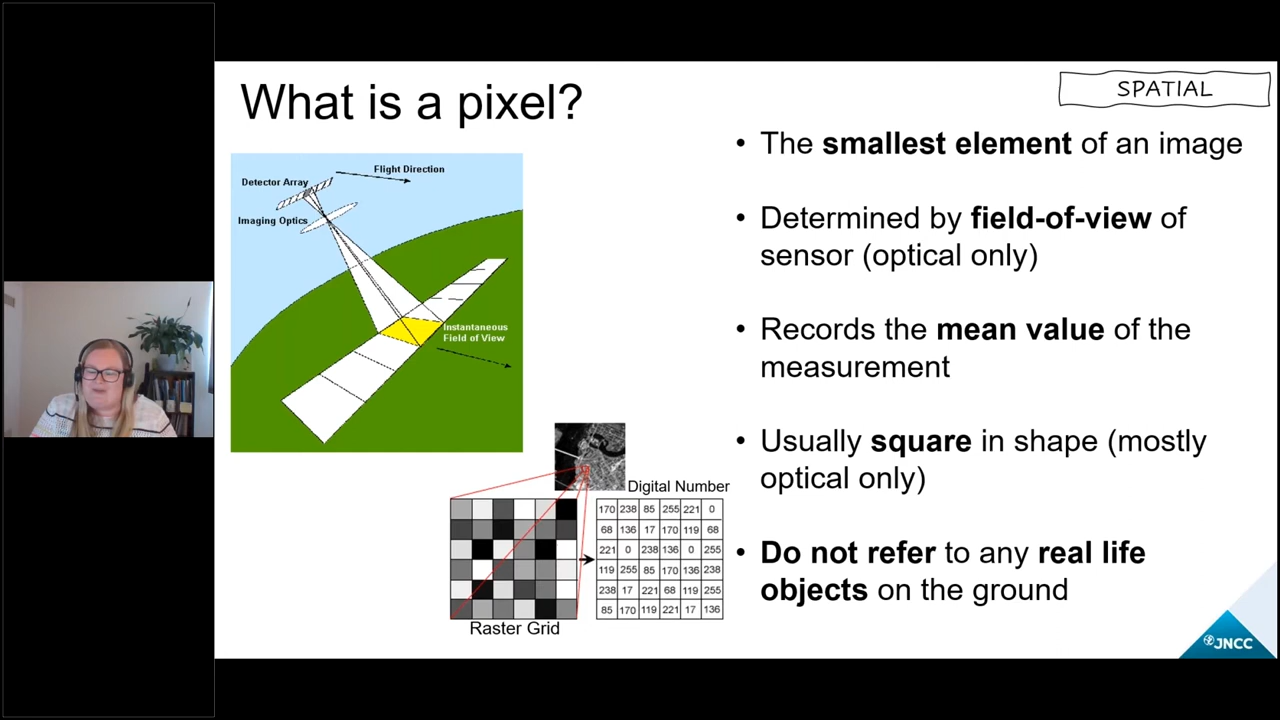 What is a pixel?
SPATIAL
Detector Array
Flight Direction
Imaging Optics
Instantaneous
Field of View
Digital Number
170 238 85 255 221 0
68 136 17 170 119 68
221 0 238 136 0 255
119 255 85 170 136 238
238 17 221 68 119 255
85 170 119 221 17 136
Raster Grid
• The smallest element of an image
• Determined by field-of-view of
sensor (optical only)
• Records the mean value of the
measurement
• Usually square in shape (mostly
optical only)
• Do not refer to any real life
objects on the ground
JNCC